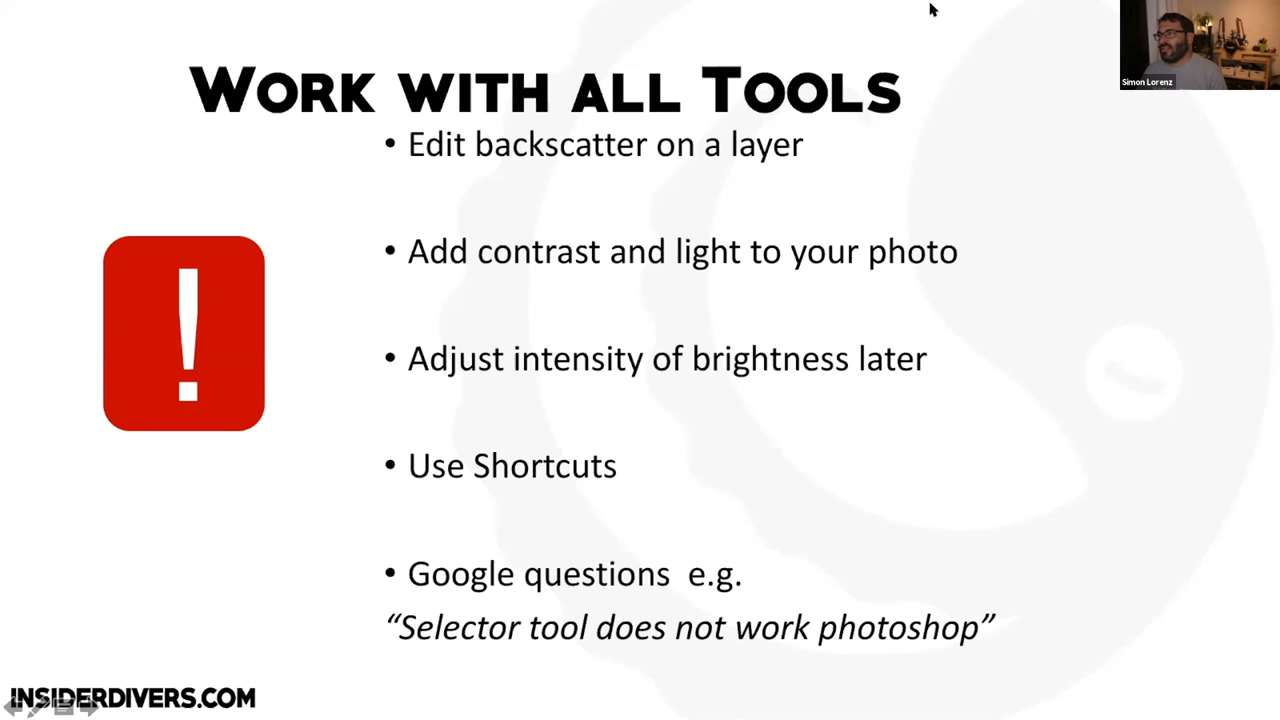 Simon Lorenz
WORK WITH ALL TOOLS
• Edit backscatter on a layer
• Add contrast and light to your photo
!
• Adjust intensity of brightness later
• Use Shortcuts
• Google questions e.g.
“Selector tool does not work photoshop”
INSIDERDIVERS.COM